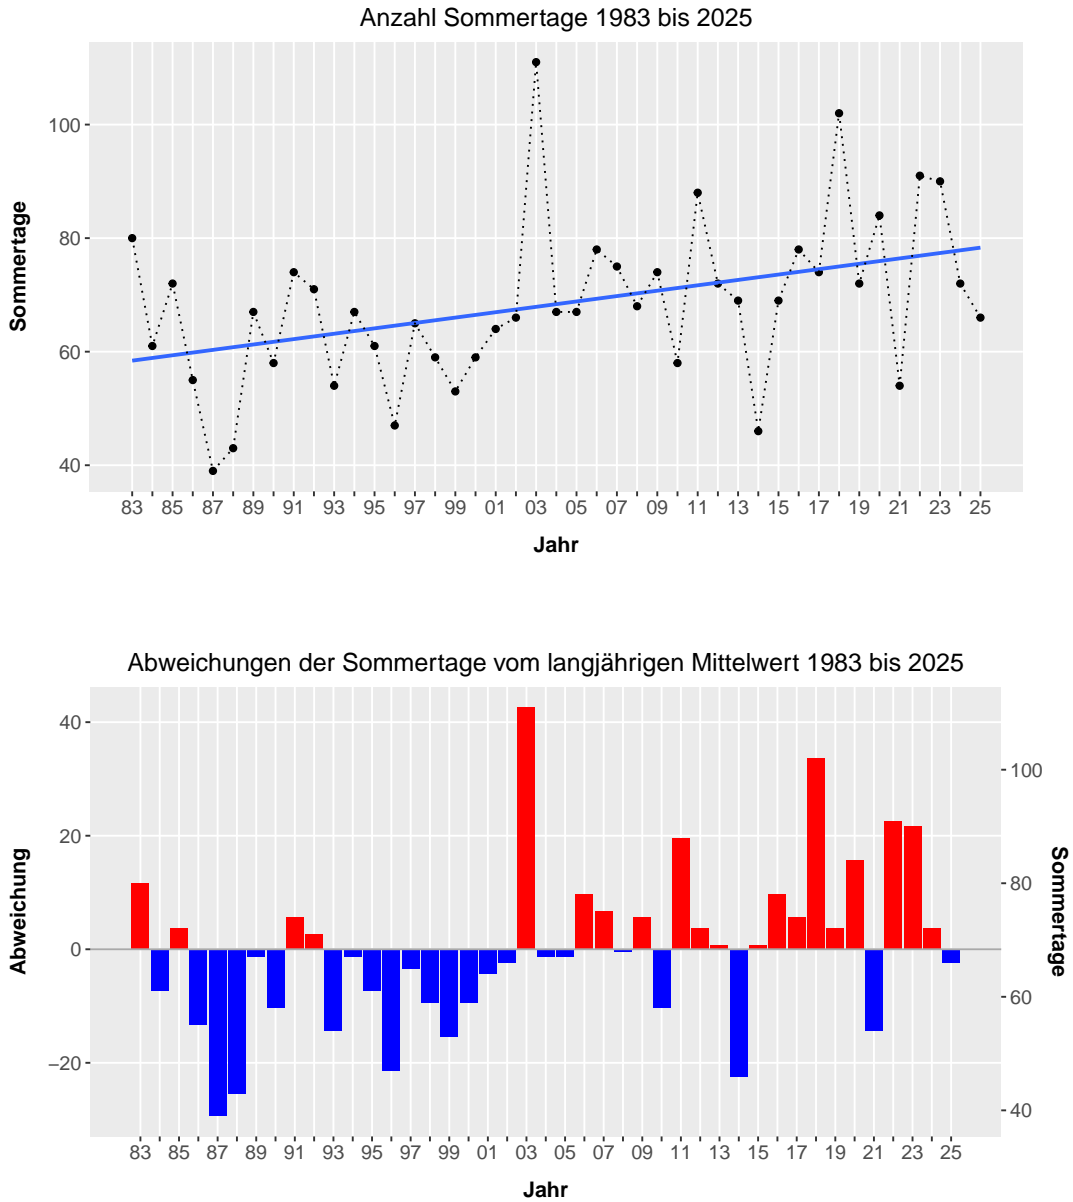 Anzahl Sommertage 1983 bis 2025
Sommertage
100
80
60
40
83 85 87 89 91 93 95 97 99 01 03 05 07 09 11 13 15 17 19 21 23 25
Jahr
Abweichungen der Sommertage vom langjährigen Mittelwert 1983 bis 2025
Abweichung
40
20
0
−20
100
80
60
40
Sommertage
83 85 87 89 91 93 95 97 99 01 03 05 07 09 11 13 15 17 19 21 23 25
Jahr